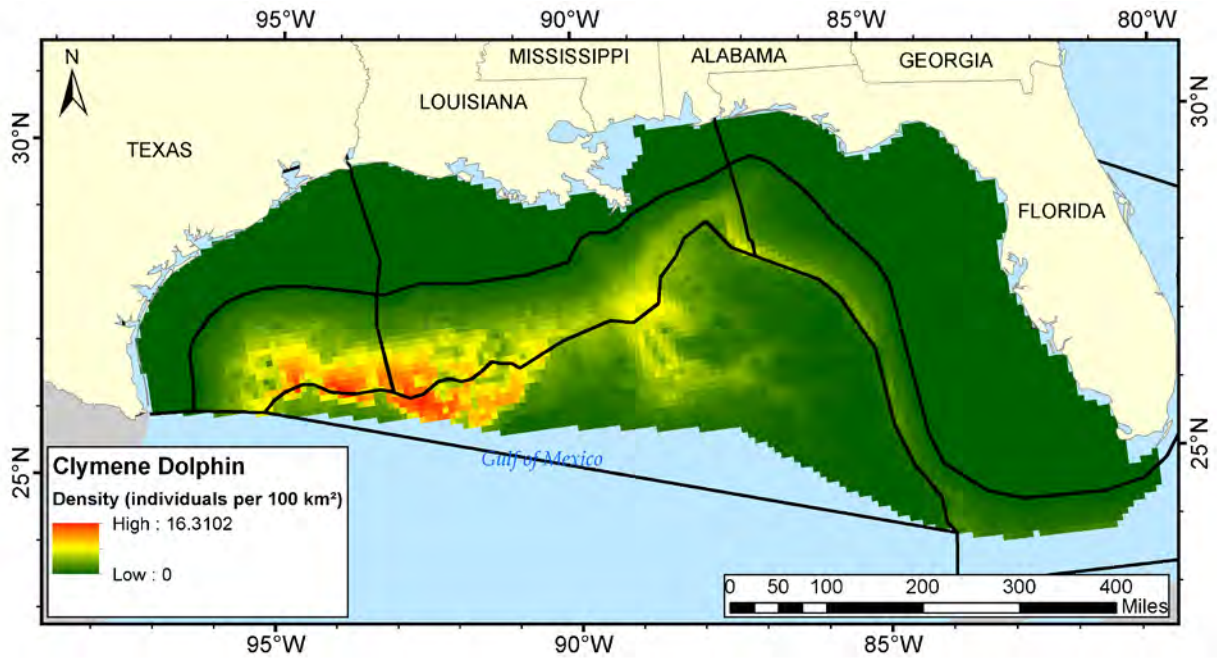 95°W 90°W 85°W 80°W
N
MISSISSIPPI ALABAMA GEORGIA
LOUISIANA
TEXAS
FLORIDA
30°N 30°N
25°N 25°N
Gulf of Mexico
Clymene Dolphin
Density (individuals per 100 km²)
High : 16.3102
Low : 0
0 50 100 200 300 400
Miles
95°W 90°W 85°W